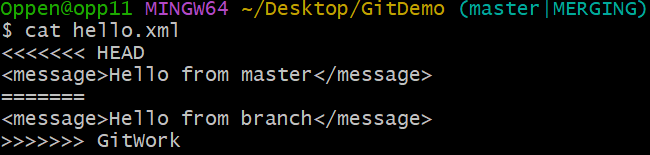 Oppen@opp11 MINGW64 ~/Desktop/GitDemo (master|MERGING)
$ cat hello.xml
<<<<<<< HEAD
<message>Hello from master</message>
=======
<message>Hello from branch</message>
>>>>>>> GitWork